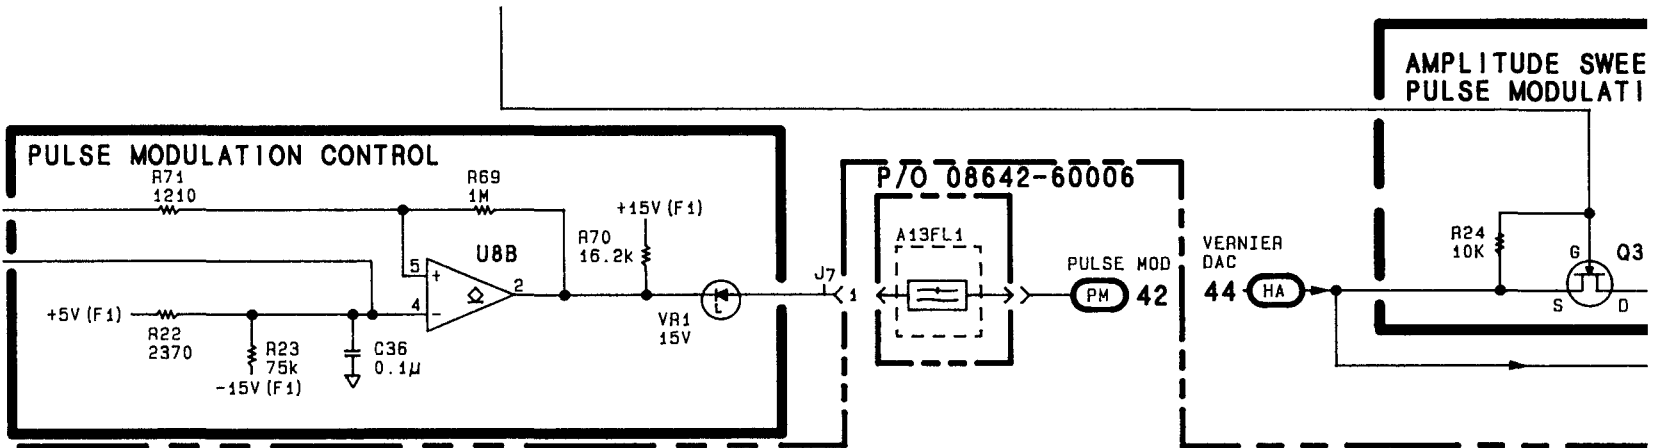 AMPLITUDE SWEE
PULSE MODULATI
PULSE MODULATION CONTROL
R71
1210
R69
1M
+15V(F1)
R70
16.2k
U8B
5
+
2
4
-
+5V(F1)
R22
2370
R23
75k
-15V(F1)
C36
0.1µ
VR1
15V
J7
1
P/O 08642-60006
A13FL1
PULSE MOD
PM 42
VERNIER
DAC
44 HA
R24
10K
G
Q3
S
D